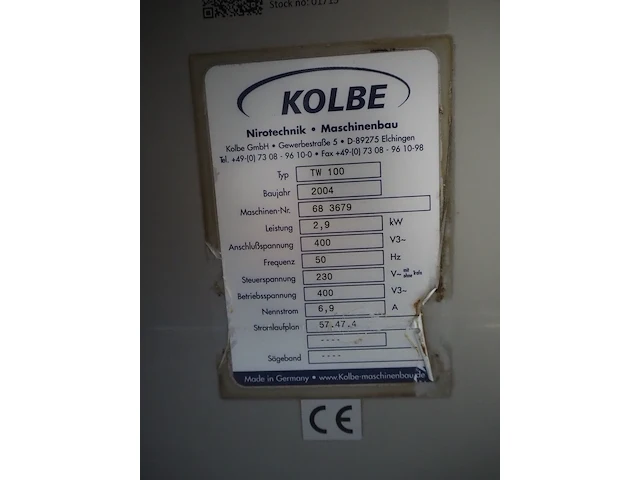 Stock no: 01713
KOLBE
Nirotechnik • Maschinenbau
Kolbe GmbH • Gewerbestraße 5 • D-89275 Elchingen
Tel. +49-(0) 73 08 - 96 10-0 • Fax +49-(0) 73 08 - 96 10-98
Typ TW 100
Baujahr 2004
Maschinen-Nr. 68 3679
Leistung 2,9 kW
Anschlußspannung 400 V3~
Frequenz 50 Hz
Steuerspannung 230 V~
Betriebsspannung 400 V3~
Nennstrom 6,9 A
Stromlaufplan 57.47.4
----
Sägeband ----
Made in Germany • www.Kolbe-maschinenbau.de
CE